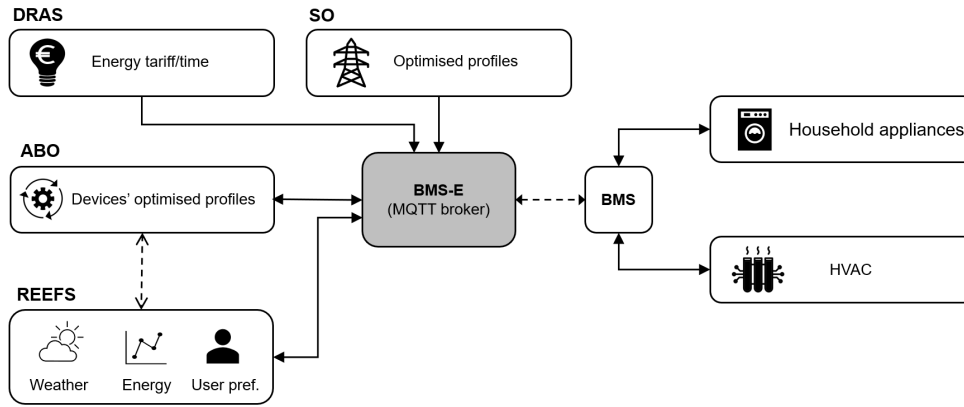 DRAS
€
Energy tariff/time
SO
Optimised profiles
ABO
Devices’ optimised profiles
BMS-E
(MQTT broker)
BMS
Household appliances
HVAC
REEFS
Weather
Energy
User pref.